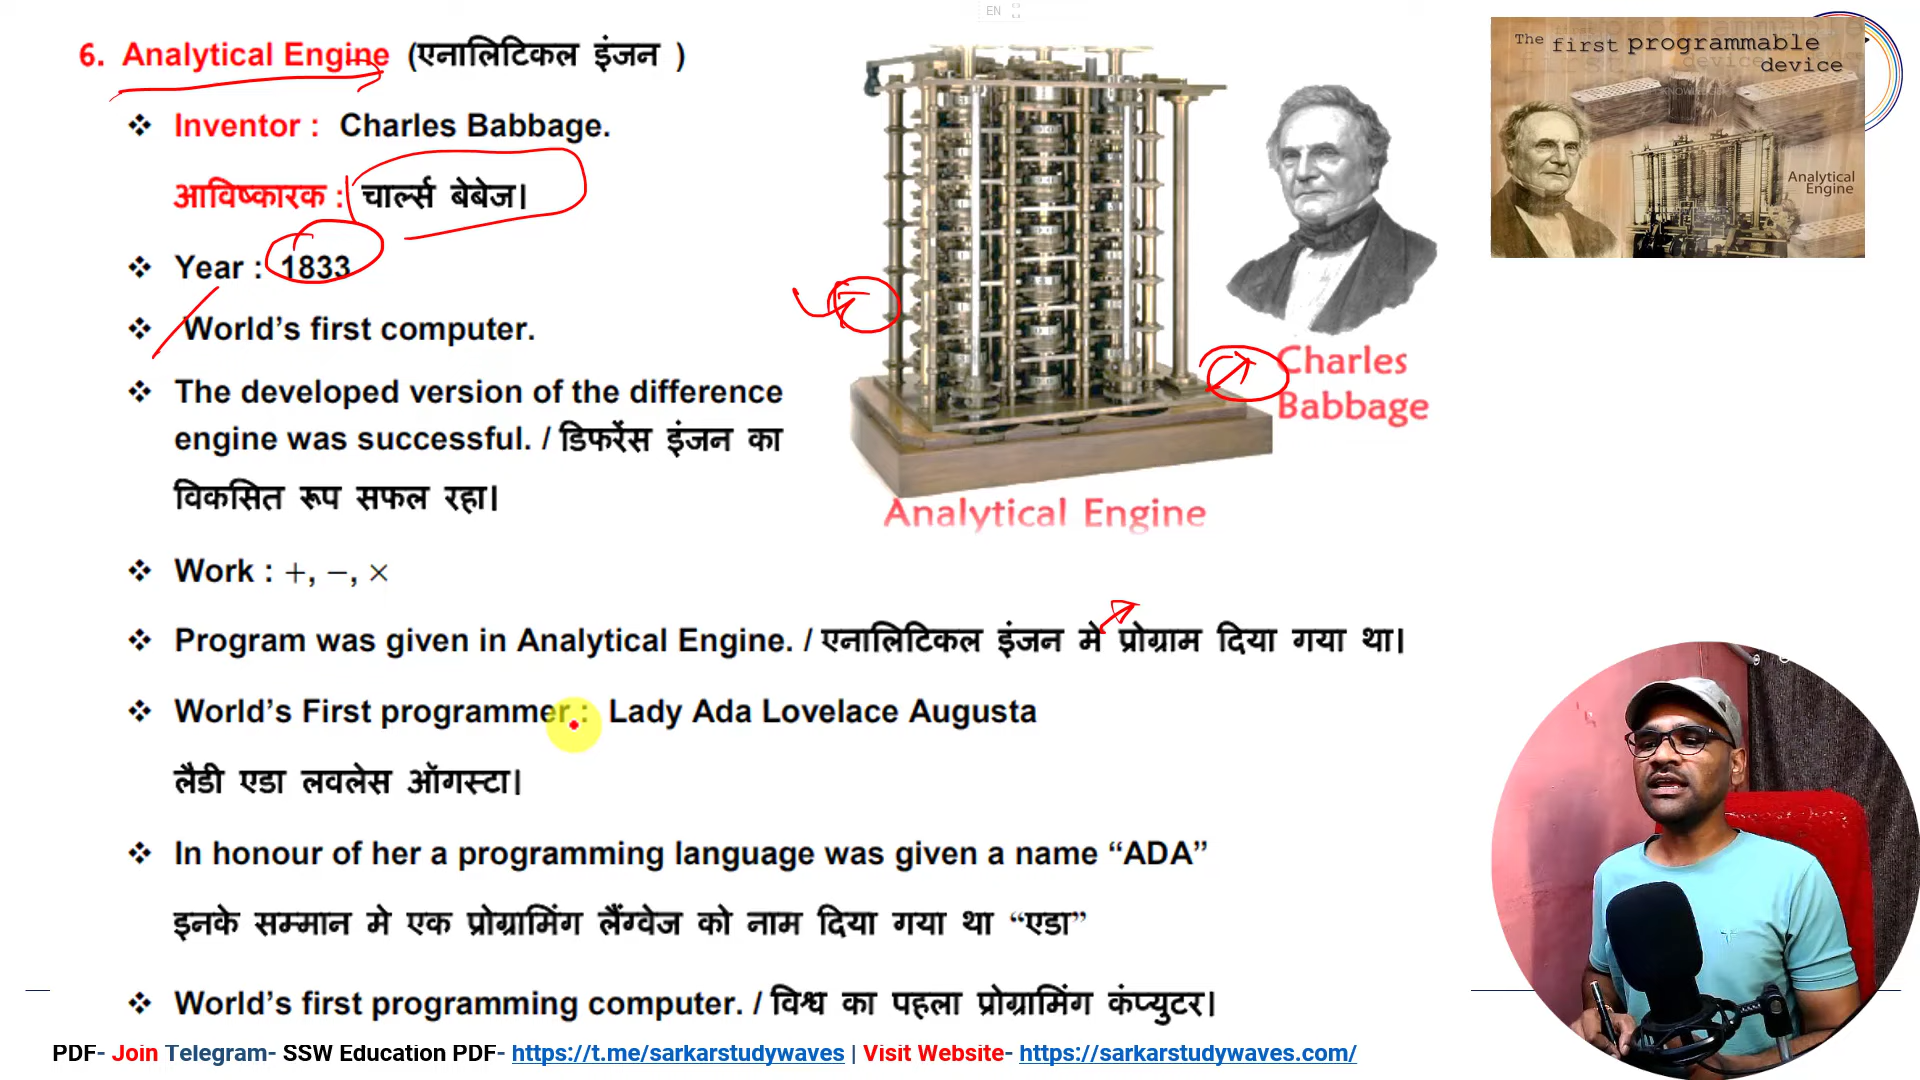 EN
6. Analytical Engine (एनालिटिकल इंजन )
❖ Inventor : Charles Babbage.
आविष्कारक : चार्ल्स बेबेज।
❖ Year : 1833
❖ World's first computer.
❖ The developed version of the difference
engine was successful. / डिफरेंस इंजन का
विकसित रूप सफल रहा।
❖ Work : +, −, ×
❖ Program was given in Analytical Engine. / एनालिटिकल इंजन मे प्रोग्राम दिया गया था।
❖ World's First programmer : Lady Ada Lovelace Augusta
लैडी एडा लवलेस ऑगस्टा।
❖ In honour of her a programming language was given a name “ADA”
इनके सम्मान मे एक प्रोग्रामिंग लैंग्वेज को नाम दिया गया था “एडा”
❖ World's first programming computer. / विश्व का पहला प्रोग्रामिंग कंप्युटर।
Analytical Engine
Charles
Babbage
The first programmable
device
Analytical
Engine
PDF- Join Telegram- SSW Education PDF- https://t.me/sarkarstudywaves | Visit Website- https://sarkarstudywaves.com/